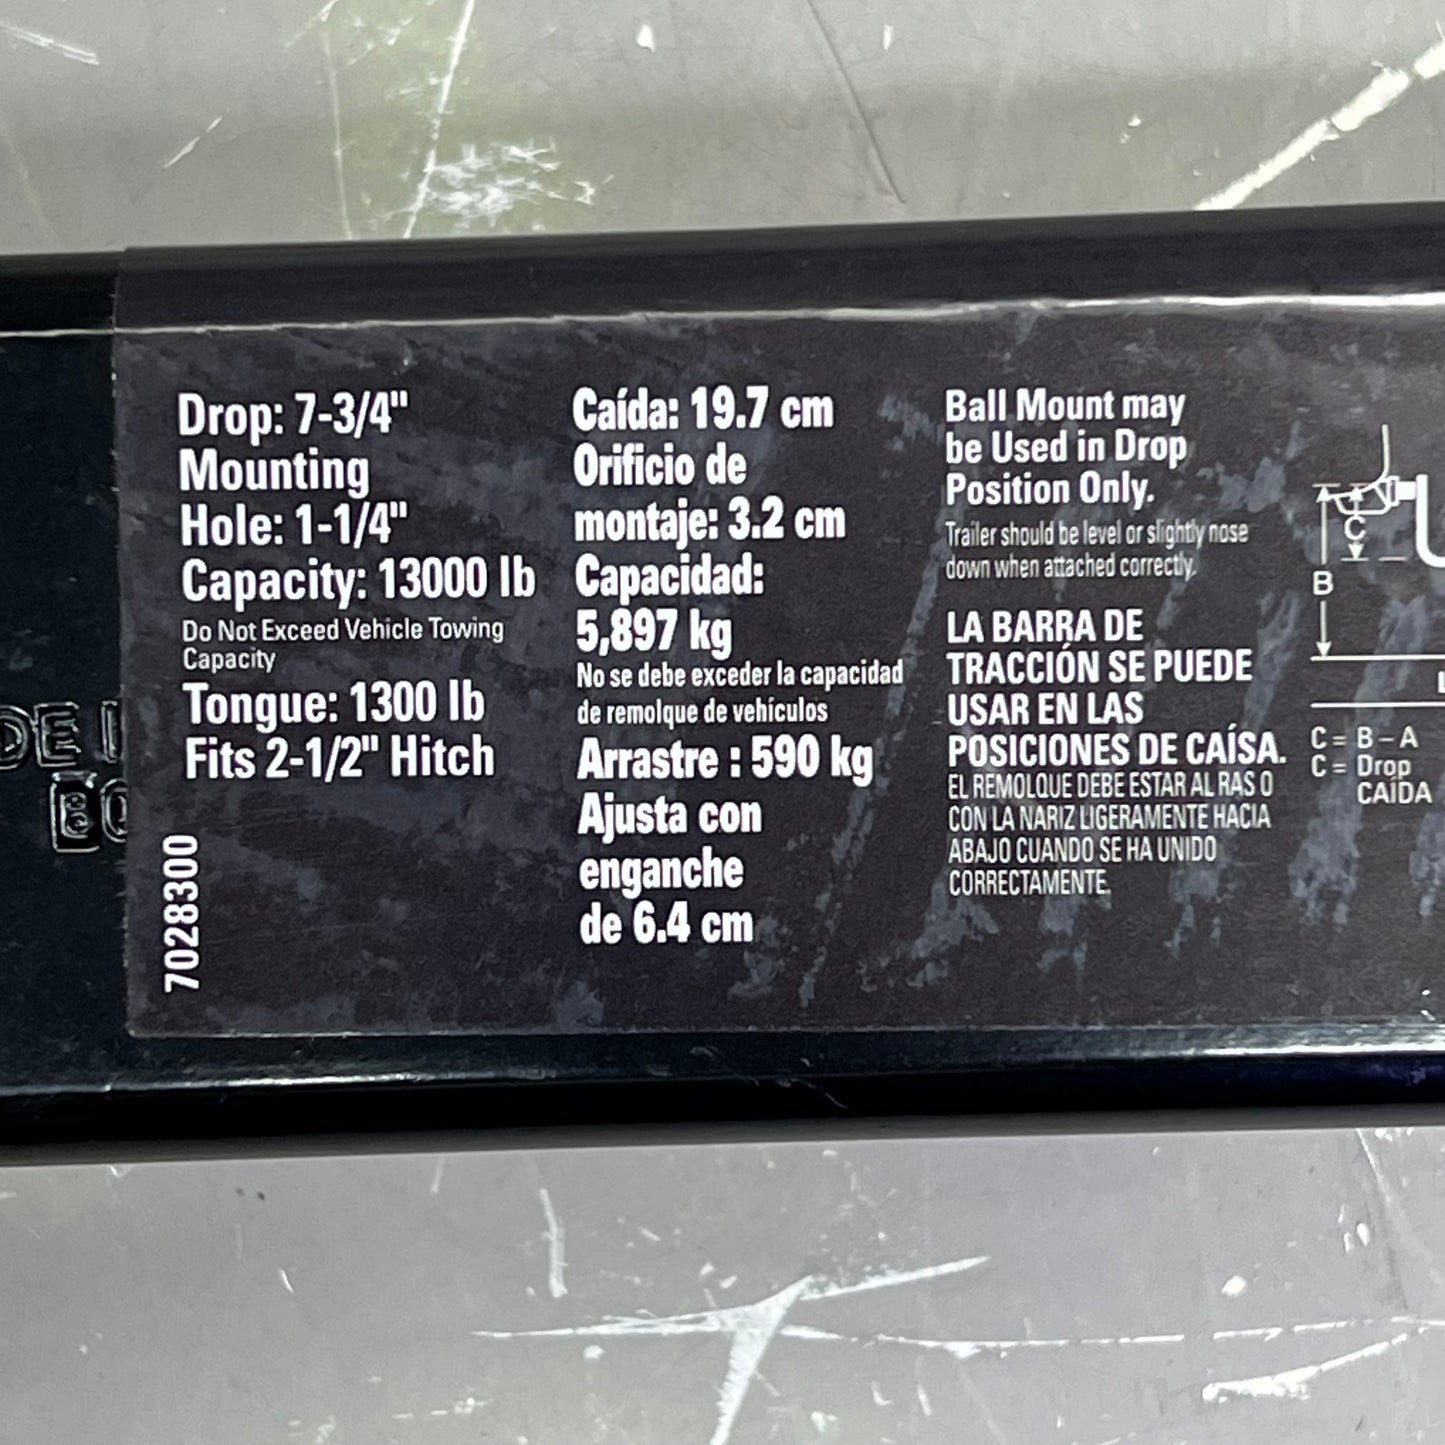 Drop: 7-3/4"
Mounting
Hole: 1-1/4"
Capacity: 13000 lb
Do Not Exceed Vehicle Towing
Capacity
Tongue: 1300 lb
Fits 2-1/2" Hitch
7028300
Caída: 19.7 cm
Orificio de
montaje: 3.2 cm
Capacidad:
5,897 kg
No se debe exceder la capacidad
de remolque de vehículos
Arrastre : 590 kg
Ajusta con
enganche
de 6.4 cm
Ball Mount may
be Used in Drop
Position Only.
Trailer should be level or slightly nose
down when attached correctly.
LA BARRA DE
TRACCIÓN SE PUEDE
USAR EN LAS
POSICIONES DE CAÍSA.
EL REMOLQUE DEBE ESTAR AL RAS O
CON LA NARIZ LIGERAMENTE HACIA
ABAJO CUANDO SE HA UNIDO
CORRECTAMENTE.
C
B
C = B – A
C = Drop
CAÍDA
DE